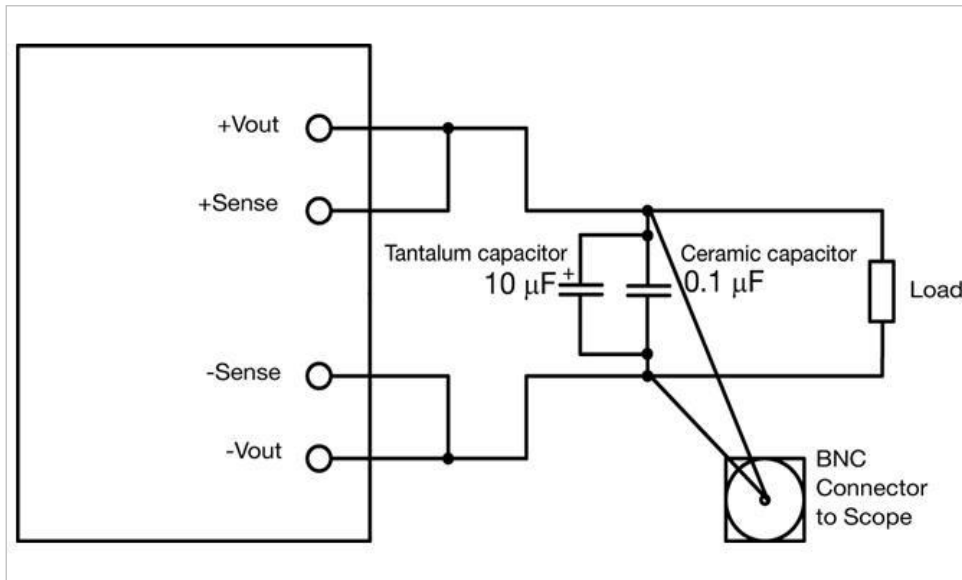 +Vout
+Sense
Tantalum capacitor
10 μF +
Ceramic capacitor
0.1 μF
Load
-Sense
-Vout
BNC
Connector
to Scope